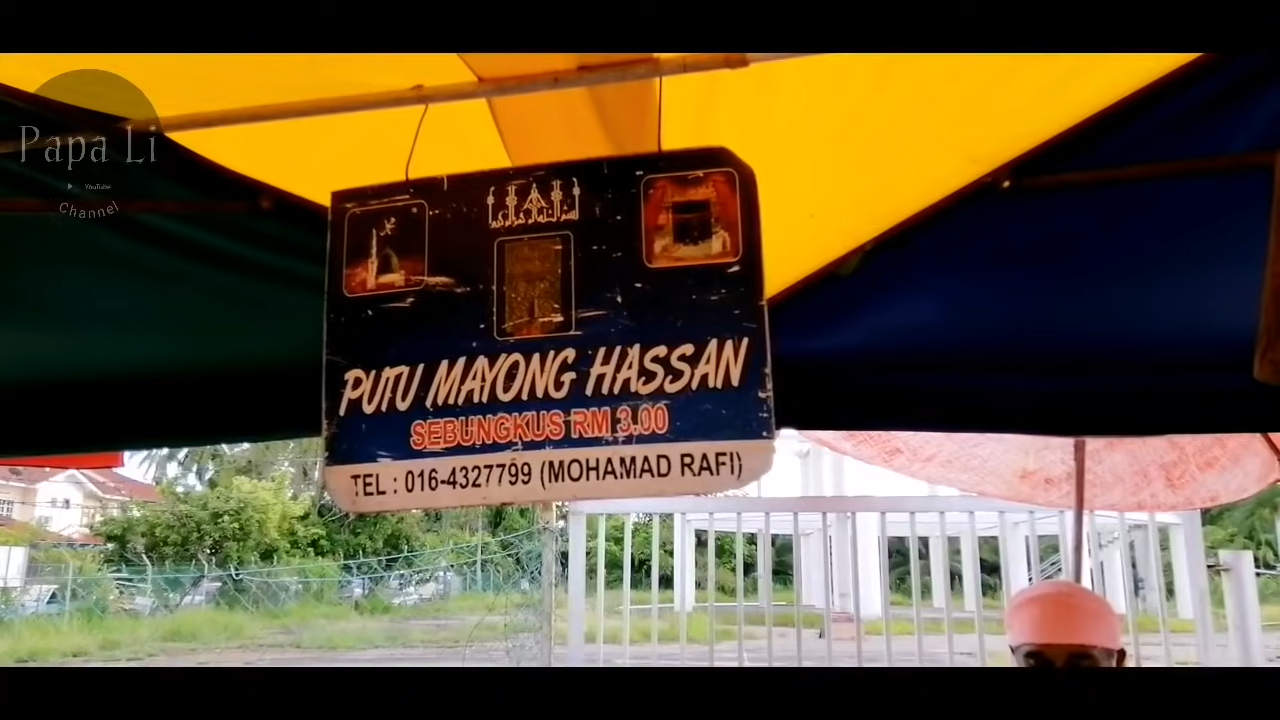 Papa Li
YouTube
Channel
PUTU MAYONG HASSAN
SEBUNGKUS RM 3.00
TEL : 016-4327799 (MOHAMAD RAFI)